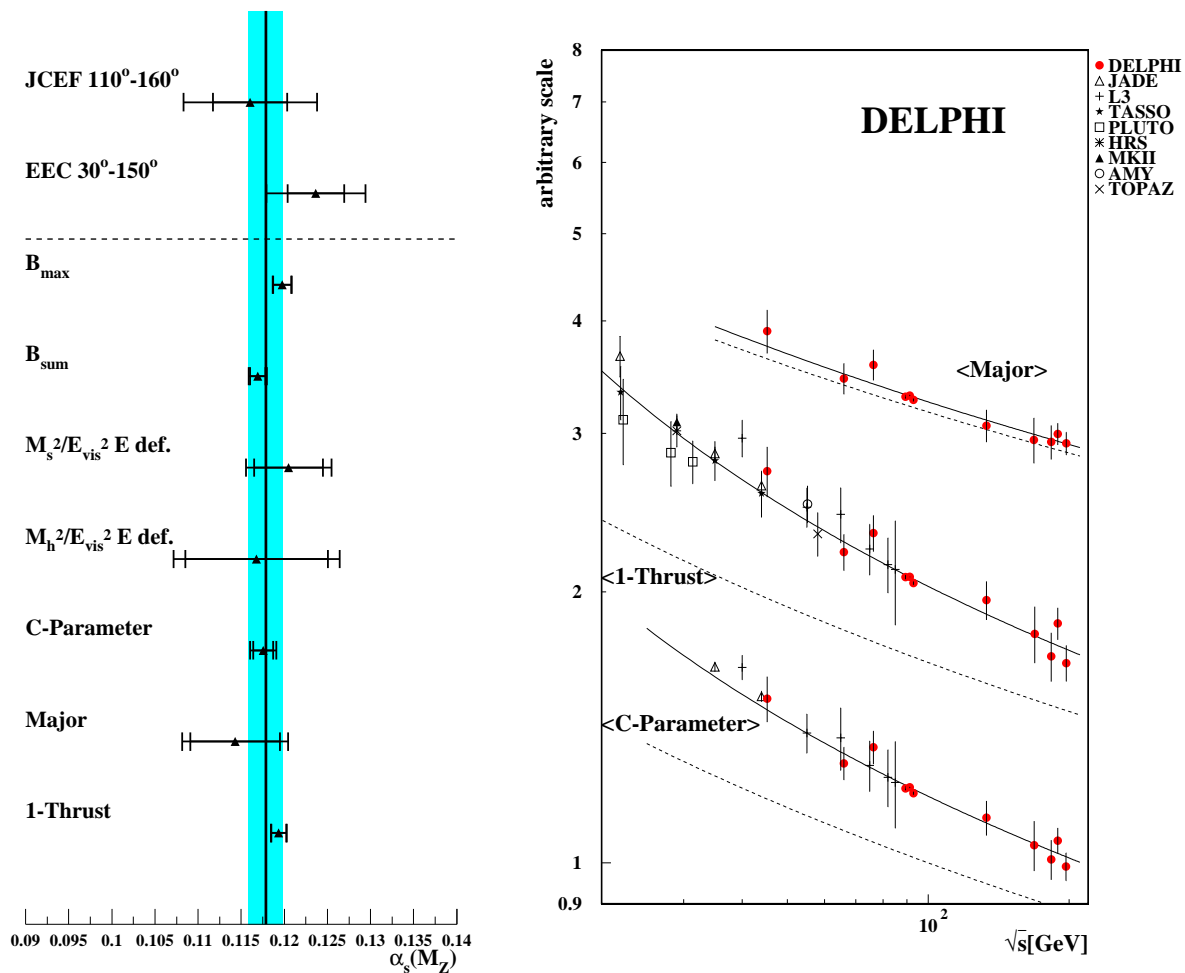 JCEF 110°-160°
EEC 30°-150°
B_max
B_sum
M_s²/E_vis² E def.
M_h²/E_vis² E def.
C-Parameter
Major
1-Thrust
0.09 0.095 0.1 0.105 0.11 0.115 0.12 0.125 0.13 0.135 0.14
α_s(M_Z)
arbitrary scale
8
7
6
5
4
3
2
1
0.9
DELPHI
DELPHI
JADE
L3
TASSO
PLUTO
HRS
MKII
AMY
TOPAZ
<Major>
<1-Thrust>
<C-Parameter>
10²
√s[GeV]